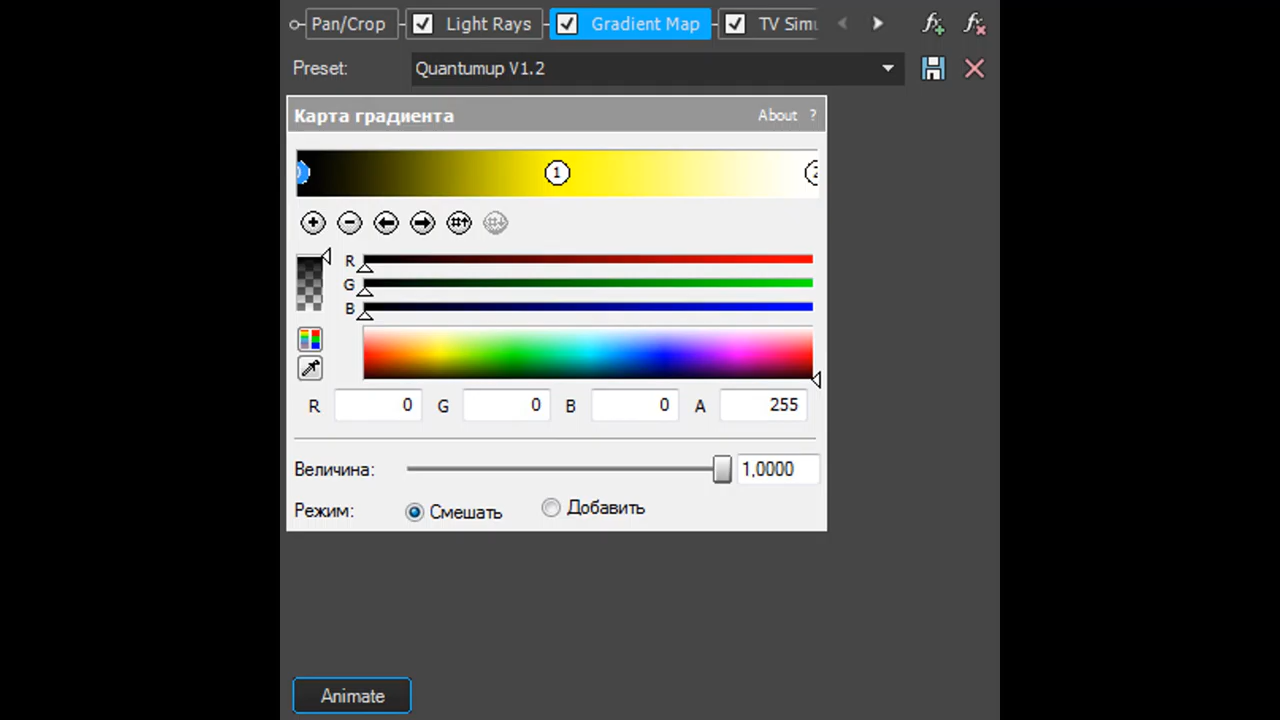 Pan/Crop Light Rays Gradient Map TV Simu
Preset: Quantumup V1.2
Карта градиента About ?
1 2
R
G
B
R 0 G 0 B 0 A 255
Величина: 1,0000
Режим: Смешать Добавить
Animate